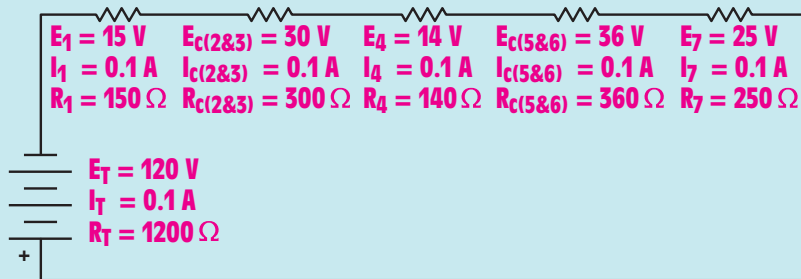 E1 = 15 V EC(2&3) = 30 V E4 = 14 V EC(5&6) = 36 V E7 = 25 V
I1 = 0.1 A IC(2&3) = 0.1 A I4 = 0.1 A IC(5&6) = 0.1 A I7 = 0.1 A
R1 = 150 Ω RC(2&3) = 300 Ω R4 = 140 Ω RC(5&6) = 360 Ω R7 = 250 Ω
ET = 120 V
IT = 0.1 A
RT = 1200 Ω
+